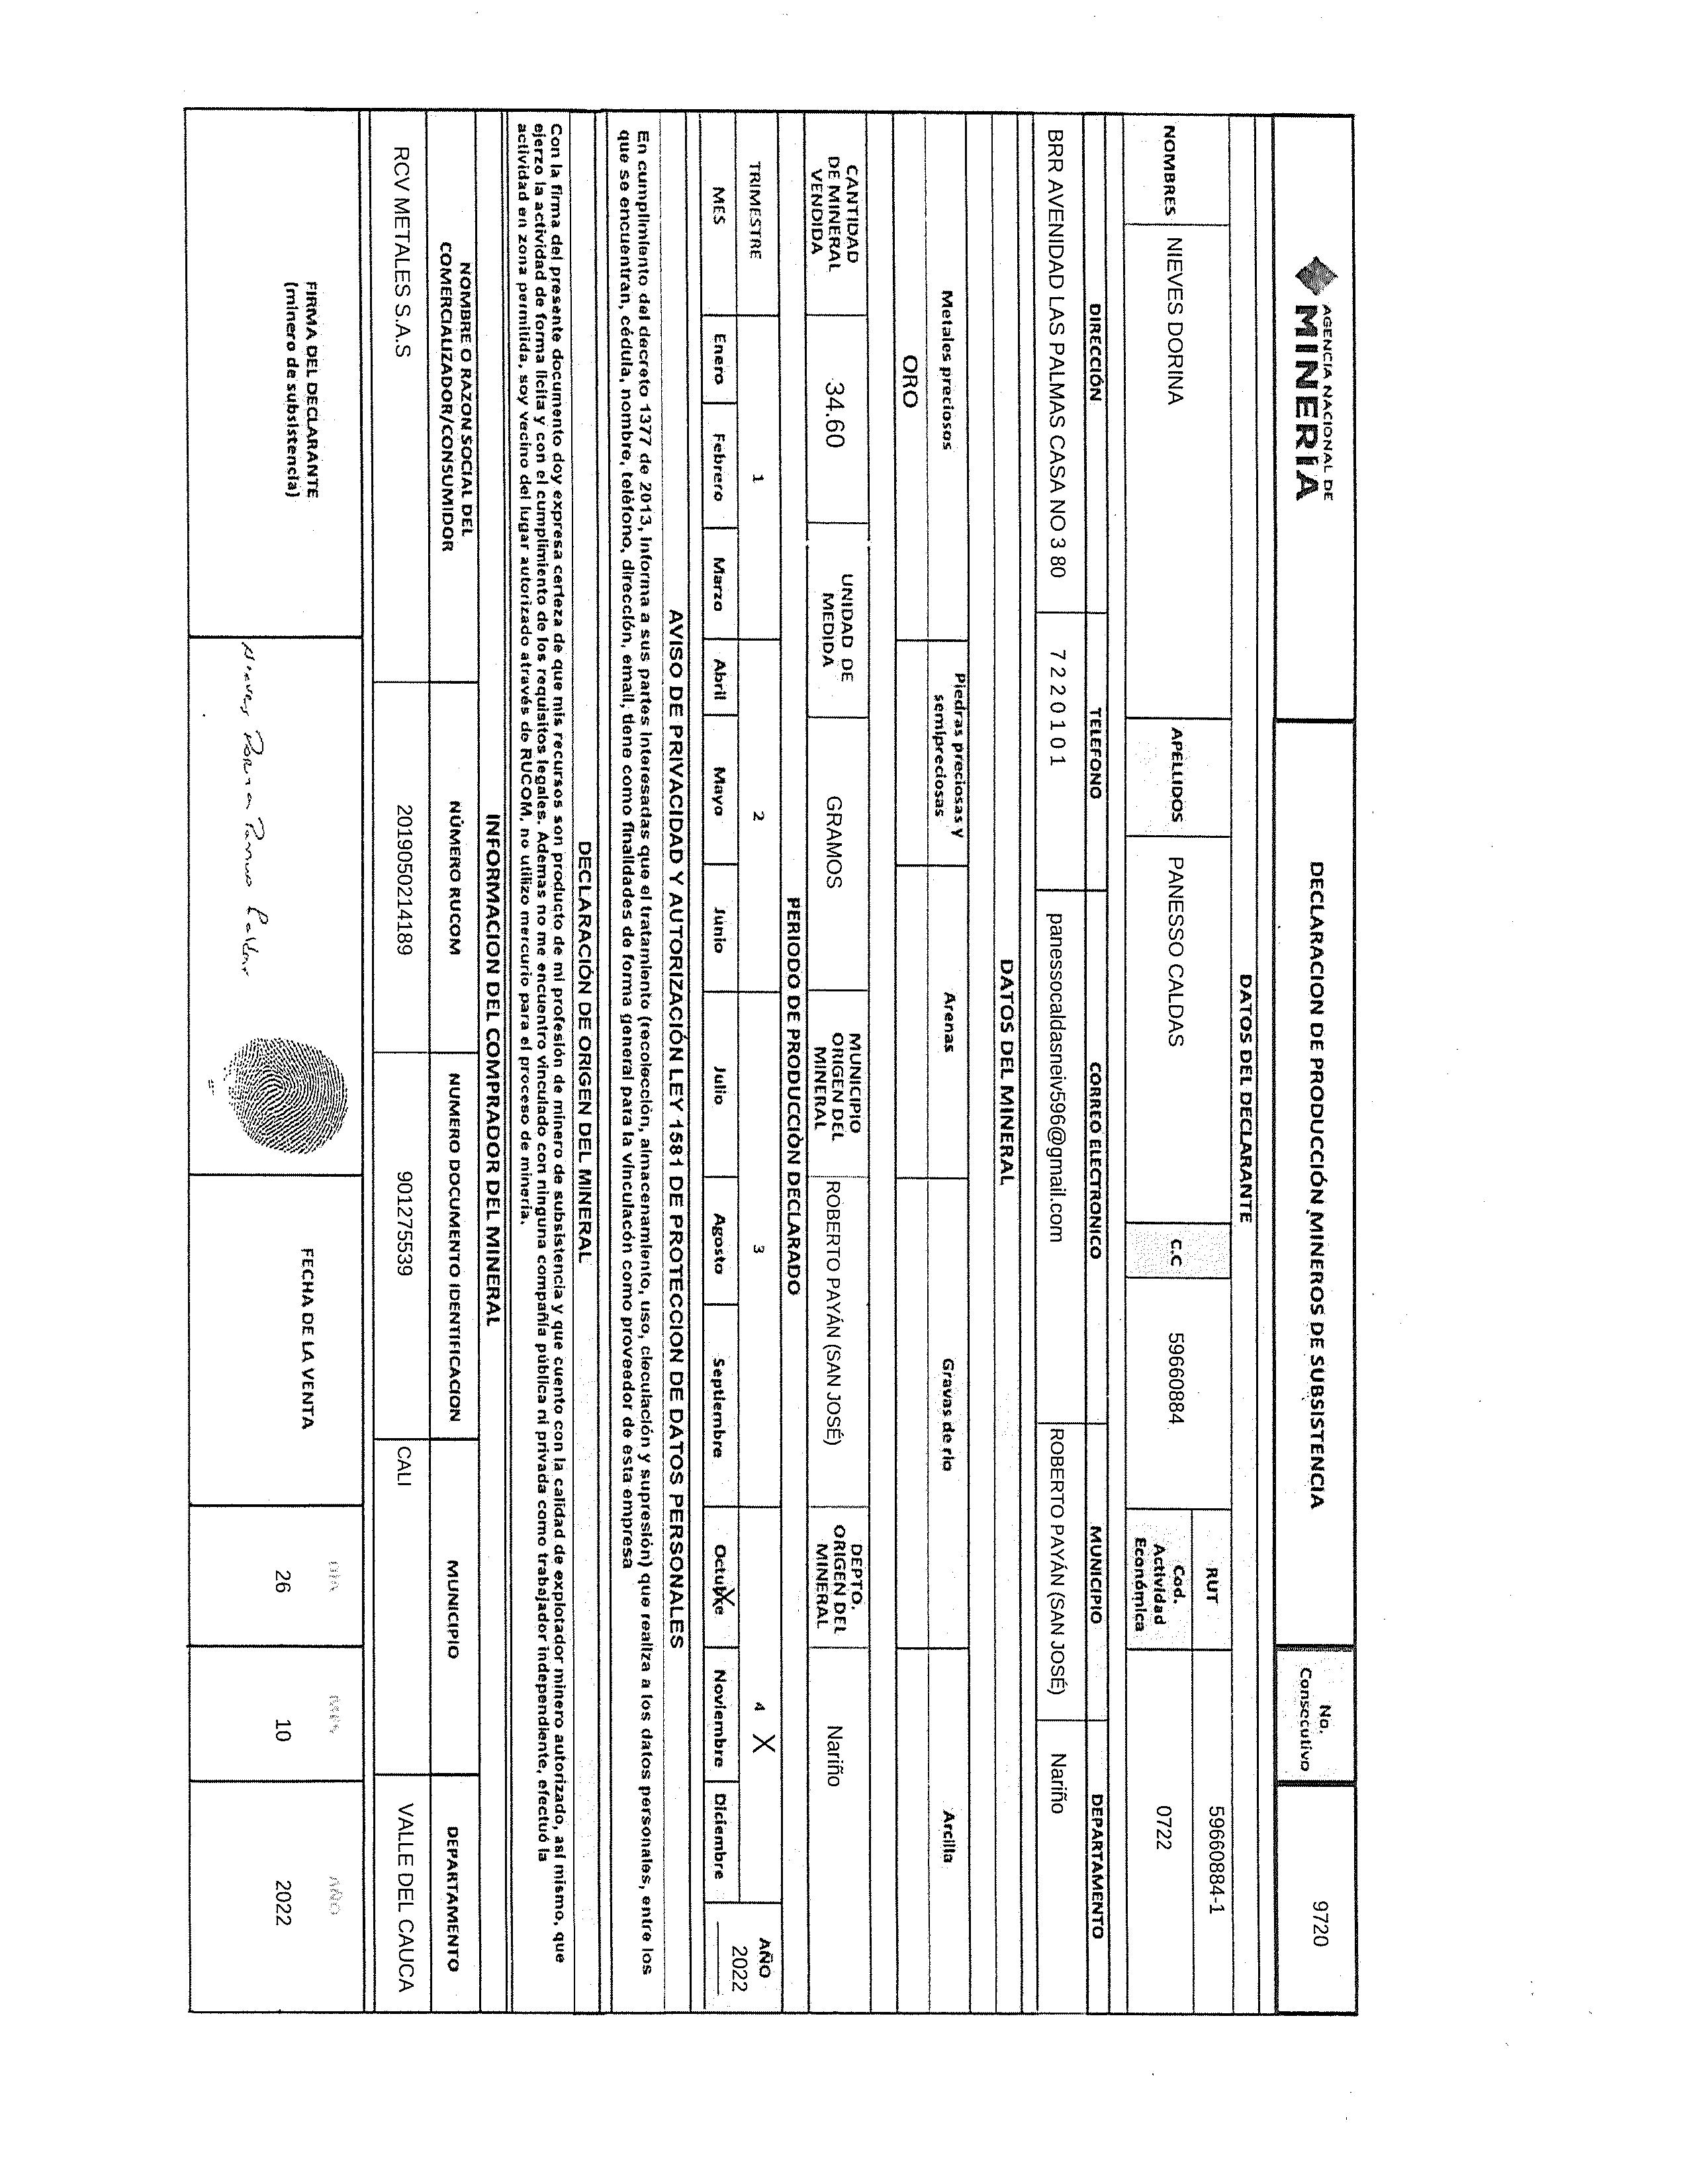 AGENCIA NACIONAL DE
MINERÍA
DECLARACION DE PRODUCCIÓN MINEROS DE SUBSISTENCIA
No.
Consecutivo
9720
DATOS DEL DECLARANTE
NOMBRES
NIEVES DORINA
APELLIDOS
PANESSO CALDAS
C.C
59660884
RUT
59660884-1
Cod.
Actividad
Económica
0722
DIRECCIÓN
TELEFONO
CORREO ELECTRONICO
MUNICIPIO
DEPARTAMENTO
BRR AVENIDAD LAS PALMAS CASA NO 3 80
7 2 2 0 1 0 1
panessocaldasneiv596@gmail.com
ROBERTO PAYÁN (SAN JOSÉ)
Nariño
DATOS DEL MINERAL
Metales preciosos
Piedras preciosas y
semipreciosas
Arenas
Gravas de rio
Arcilla
ORO
CANTIDAD
DE MINERAL
VENDIDA
34.60
UNIDAD DE
MEDIDA
GRAMOS
MUNICIPIO
ORIGEN DEL
MINERAL
ROBERTO PAYÁN (SAN JOSÉ)
DEPTO.
ORIGEN DEL
MINERAL
Nariño
PERIODO DE PRODUCCIÓN DECLARADO
TRIMESTRE
1
2
3
4 X
AÑO
2022
MES
Enero
Febrero
Marzo
Abril
Mayo
Junio
Julio
Agosto
Septiembre
Octubre X
Noviembre
Diciembre
AVISO DE PRIVACIDAD Y AUTORIZACIÓN LEY 1581 DE PROTECCION DE DATOS PERSONALES
En cumplimiento del decreto 1377 de 2013, Informa a sus partes interesadas que el tratamiento (recolección, almacenamiento, uso, circulación y supresión) que realiza a los datos personales, entre los
que se encuentran, cédula, nombre, teléfono, dirección, email, tiene como finalidades de forma general para la vinculación como proveedor de esta empresa
DECLARACIÓN DE ORIGEN DEL MINERAL
Con la firma del presente documento doy expresa certeza de que mis recursos son producto de mi profesión de minero de subsistencia y que cuento con la calidad de explotador minero autorizado, así mismo, que
ejerzo la actividad de forma licita y con el cumplimiento de los requisitos legales. Ademas no me encuentro vinculado con ninguna compañía pública ni privada como trabajador independiente, efectuó la
actividad en zona permitida, soy vecino del lugar autorizado através de RUCOM, no utilizo mercurio para el proceso de minería.
INFORMACION DEL COMPRADOR DEL MINERAL
NOMBRE O RAZON SOCIAL DEL
COMERCIALIZADOR/CONSUMIDOR
NÚMERO RUCOM
NUMERO DOCUMENTO IDENTIFICACION
MUNICIPIO
DEPARTAMENTO
RCV METALES S.A.S
201905021 4189
901275539
CALI
VALLE DEL CAUCA
FIRMA DEL DECLARANTE
(minero de subsistencia)
Nieves Dorina Panesso Caldas
FECHA DE LA VENTA
DIA
MES
AÑO
26
10
2022